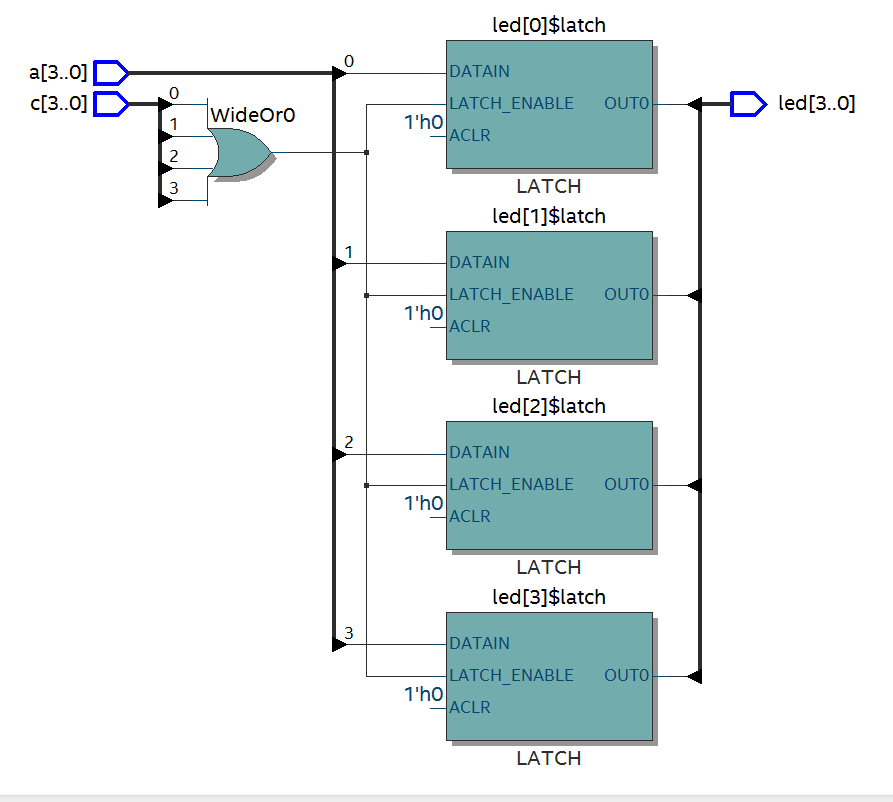 led[0]$latch
a[3..0]
0
DATAIN
c[3..0]
0
LATCH_ENABLE
OUT0
led[3..0]
WideOr0
1
1'h0
ACLR
2
3
LATCH
led[1]$latch
1
DATAIN
LATCH_ENABLE
OUT0
1'h0
ACLR
LATCH
led[2]$latch
2
DATAIN
LATCH_ENABLE
OUT0
1'h0
ACLR
LATCH
led[3]$latch
3
DATAIN
LATCH_ENABLE
OUT0
1'h0
ACLR
LATCH